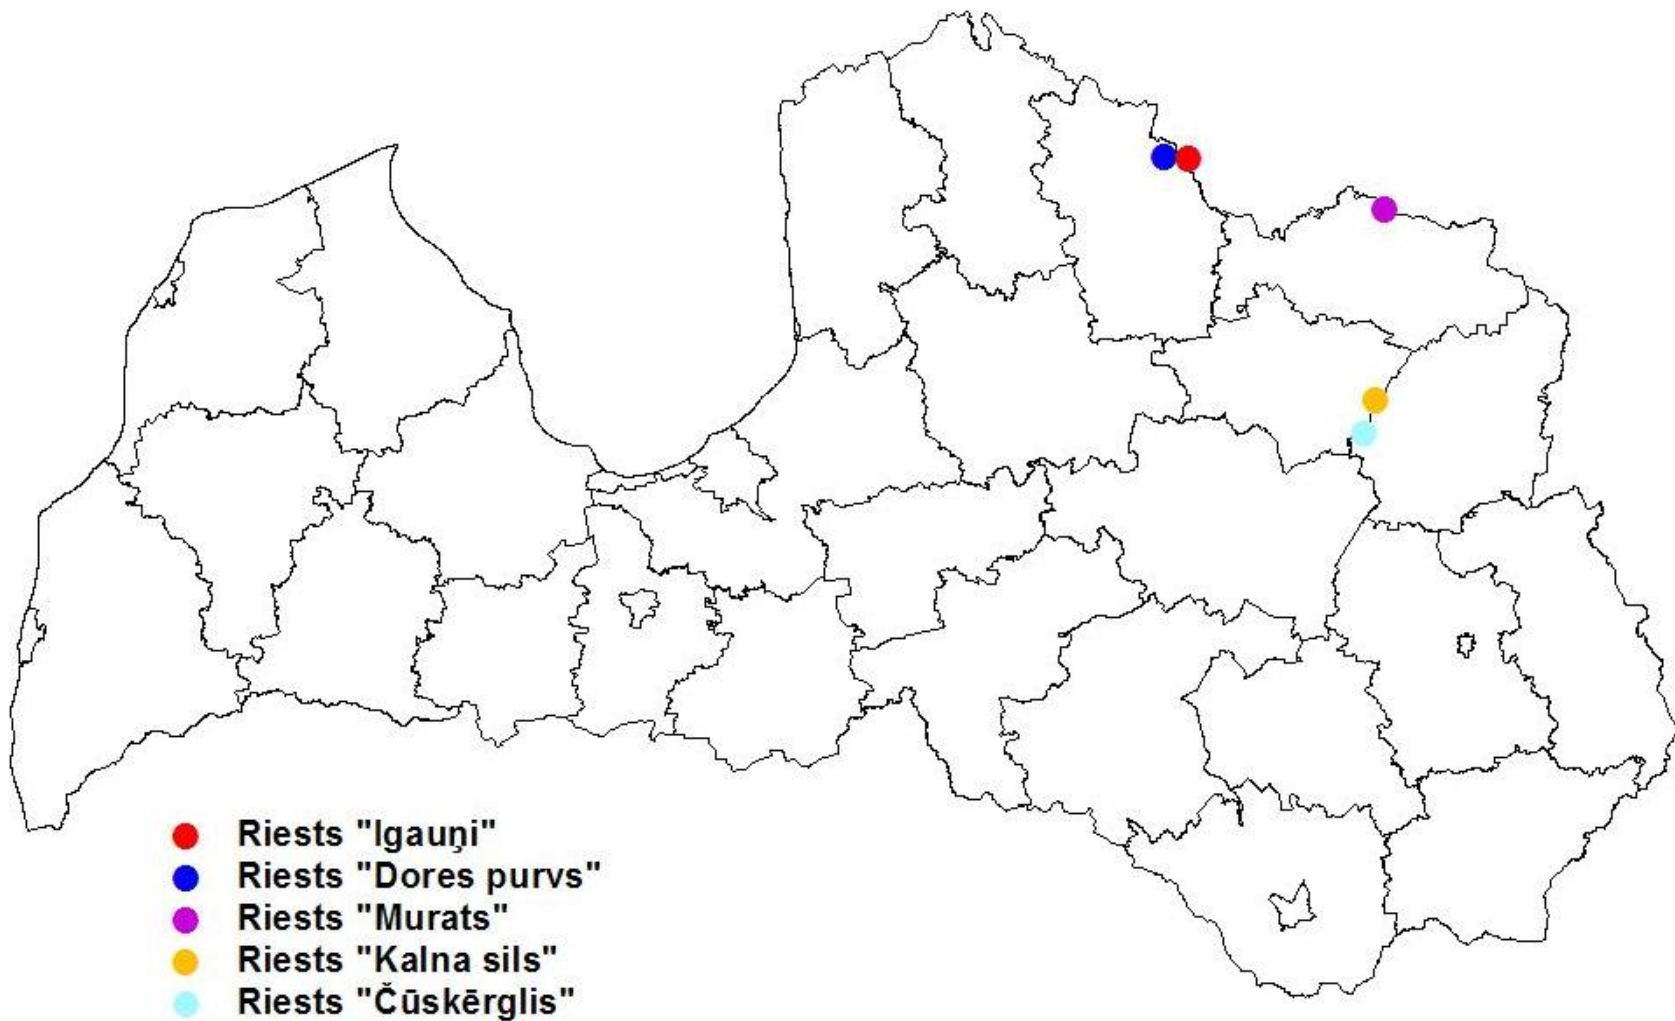 Riests "Igauņi"
Riests "Dores purvs"
Riests "Murats"
Riests "Kalna sils"
Riests "Čūskērglis"